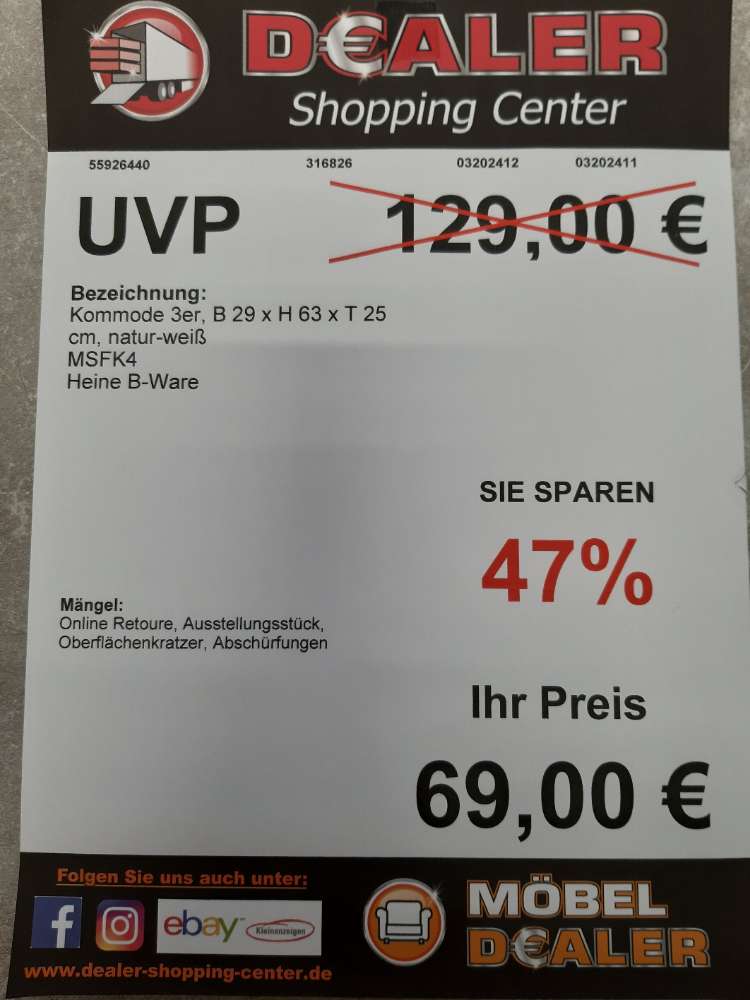 DEALER
Shopping Center
55926440 316826 03202412 03202411
UVP 129,00 €
Bezeichnung:
Kommode 3er, B 29 x H 63 x T 25
cm, natur-weiß
MSFK4
Heine B-Ware
SIE SPAREN
47%
Mängel:
Online Retoure, Ausstellungsstück,
Oberflächenkratzer, Abschürfungen
Ihr Preis
69,00 €
Folgen Sie uns auch unter:
f
ebay Kleinanzeigen
www.dealer-shopping-center.de
MÖBEL
D€ALER